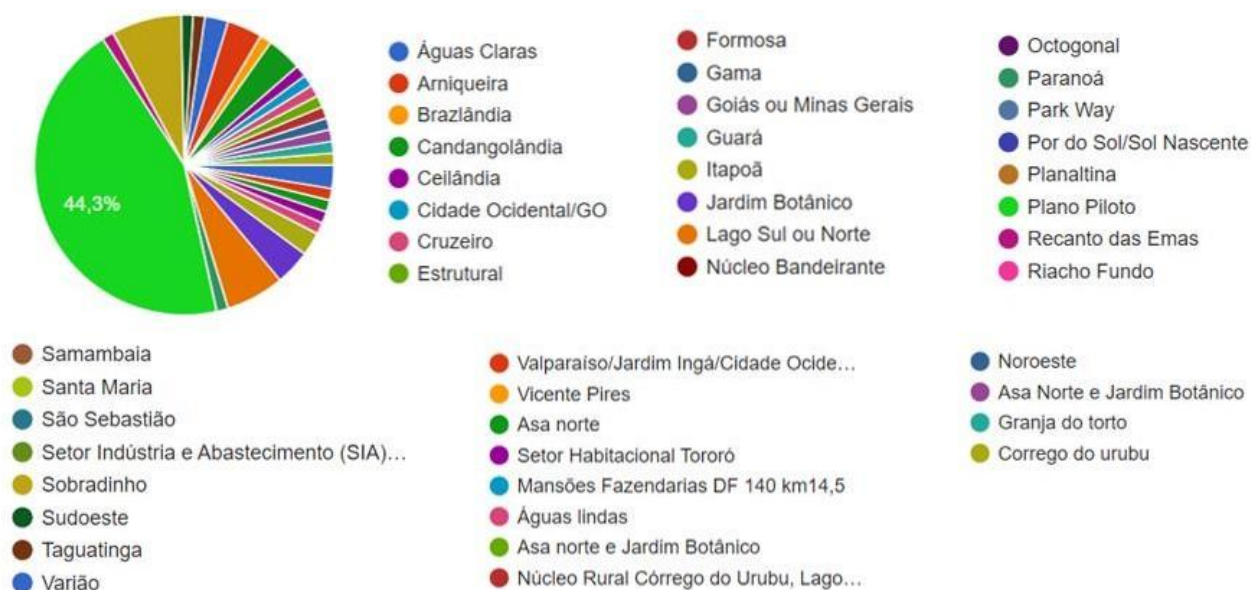 44,3%
Águas Claras
Arniqueira
Brazlândia
Candangolândia
Ceilândia
Cidade Ocidental/GO
Cruzeiro
Estrutural
Formosa
Gama
Goiás ou Minas Gerais
Guará
Itapoã
Jardim Botânico
Lago Sul ou Norte
Núcleo Bandeirante
Octogonal
Paranoá
Park Way
Por do Sol/Sol Nascente
Planaltina
Plano Piloto
Recanto das Emas
Riacho Fundo
Samambaia
Santa Maria
São Sebastião
Setor Indústria e Abastecimento (SIA)...
Sobradinho
Sudoeste
Taguatinga
Varjão
Valparaíso/Jardim Ingá/Cidade Ocide...
Vicente Pires
Asa norte
Setor Habitacional Tororó
Mansões Fazendarias DF 140 km14,5
Águas lindas
Asa norte e Jardim Botânico
Núcleo Rural Córrego do Urubu, Lago...
Noroeste
Asa Norte e Jardim Botânico
Granja do torto
Corrego do urubu